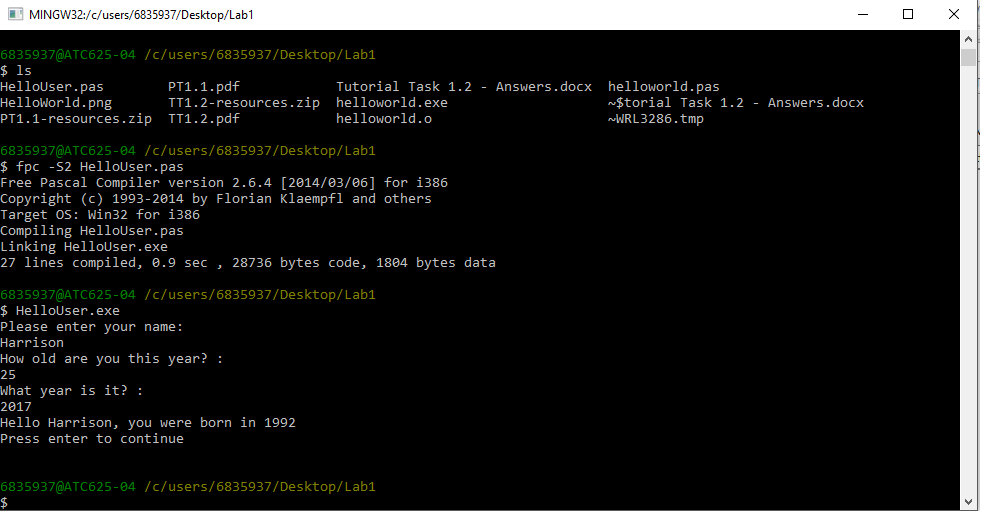 MINGW32:/c/users/6835937/Desktop/Lab1
6835937@ATC625-04 /c/users/6835937/Desktop/Lab1
$ ls
HelloUser.pas        PT1.1.pdf            Tutorial Task 1.2 - Answers.docx  helloworld.pas
HelloWorld.png       TT1.2-resources.zip  helloworld.exe                    ~$torial Task 1.2 - Answers.docx
PT1.1-resources.zip  TT1.2.pdf            helloworld.o                      ~WRL3286.tmp
6835937@ATC625-04 /c/users/6835937/Desktop/Lab1
$ fpc -S2 HelloUser.pas
Free Pascal Compiler version 2.6.4 [2014/03/06] for i386
Copyright (c) 1993-2014 by Florian Klaempfl and others
Target OS: Win32 for i386
Compiling HelloUser.pas
Linking HelloUser.exe
27 lines compiled, 0.9 sec , 28736 bytes code, 1804 bytes data
6835937@ATC625-04 /c/users/6835937/Desktop/Lab1
$ HelloUser.exe
Please enter your name:
Harrison
How old are you this year? :
25
What year is it? :
2017
Hello Harrison, you were born in 1992
Press enter to continue
6835937@ATC625-04 /c/users/6835937/Desktop/Lab1
$